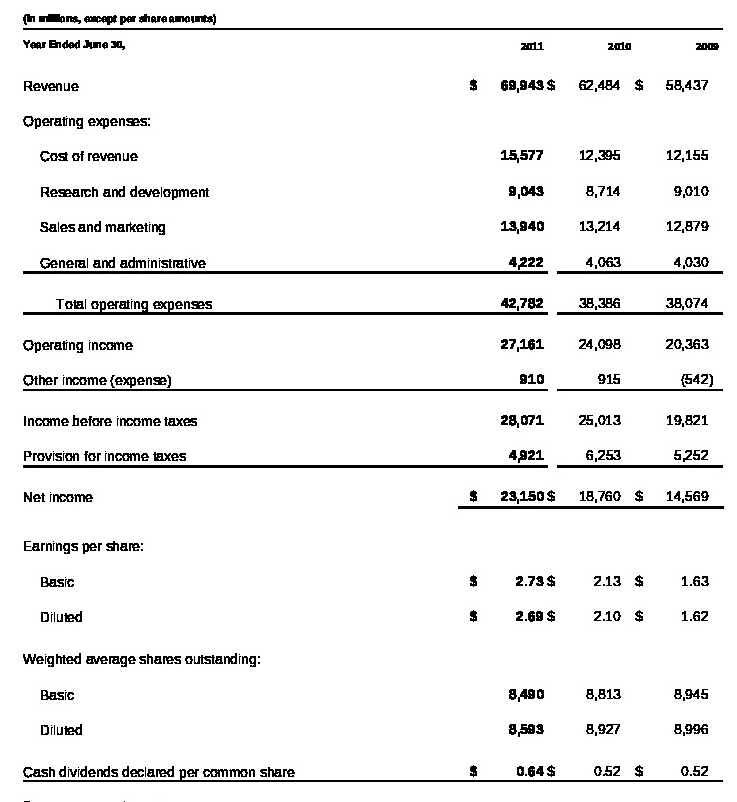 (In millions, except per share amounts)
Year Ended June 30, 2011 2010 2009
Revenue $ 69,943 $ 62,484 $ 58,437
Operating expenses:
Cost of revenue 15,577 12,395 12,155
Research and development 9,043 8,714 9,010
Sales and marketing 13,940 13,214 12,879
General and administrative 4,222 4,063 4,030
Total operating expenses 42,782 38,386 38,074
Operating income 27,161 24,098 20,363
Other income (expense) 910 915 (542)
Income before income taxes 28,071 25,013 19,821
Provision for income taxes 4,921 6,253 5,252
Net income $ 23,150 $ 18,760 $ 14,569
Earnings per share:
Basic $ 2.73 $ 2.13 $ 1.63
Diluted $ 2.69 $ 2.10 $ 1.62
Weighted average shares outstanding:
Basic 8,490 8,813 8,945
Diluted 8,593 8,927 8,996
Cash dividends declared per common share $ 0.64 $ 0.52 $ 0.52